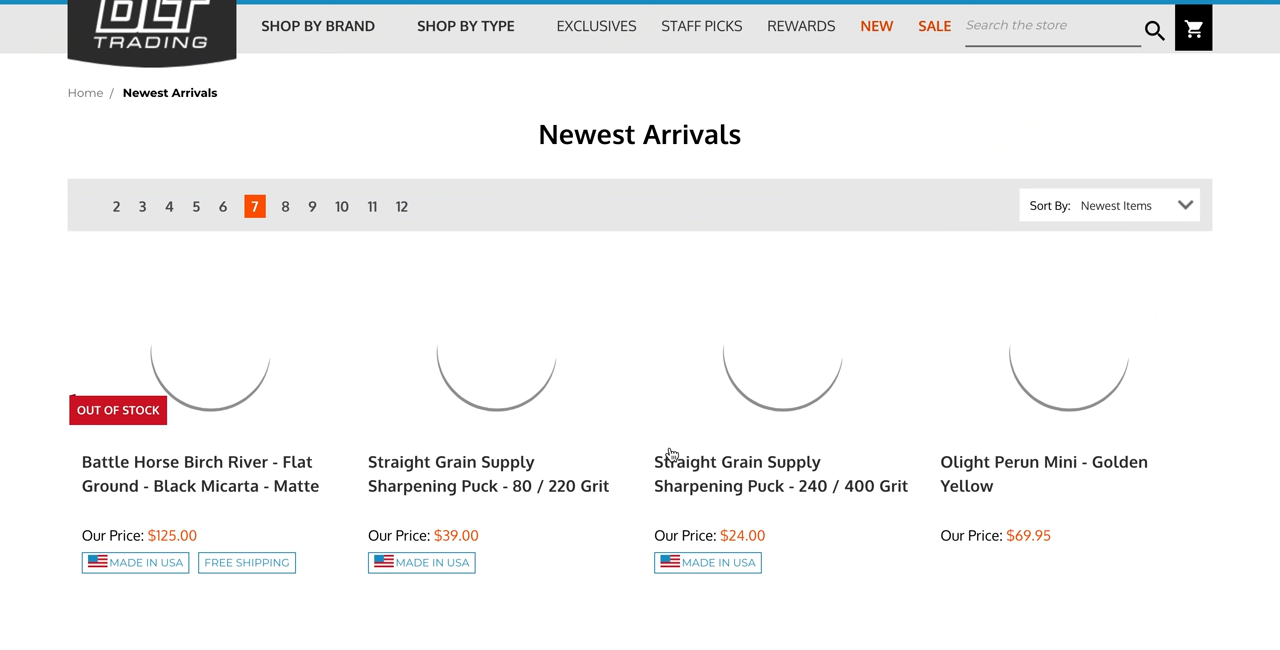 DLT
TRADING
SHOP BY BRAND SHOP BY TYPE EXCLUSIVES STAFF PICKS REWARDS NEW SALE Search the store
Home / Newest Arrivals
Newest Arrivals
2 3 4 5 6 7 8 9 10 11 12
Sort By: Newest Items
OUT OF STOCK
Battle Horse Birch River - Flat
Ground - Black Micarta - Matte
Our Price: $125.00
MADE IN USA FREE SHIPPING
Straight Grain Supply
Sharpening Puck - 80 / 220 Grit
Our Price: $39.00
MADE IN USA
Straight Grain Supply
Sharpening Puck - 240 / 400 Grit
Our Price: $24.00
MADE IN USA
Olight Perun Mini - Golden
Yellow
Our Price: $69.95